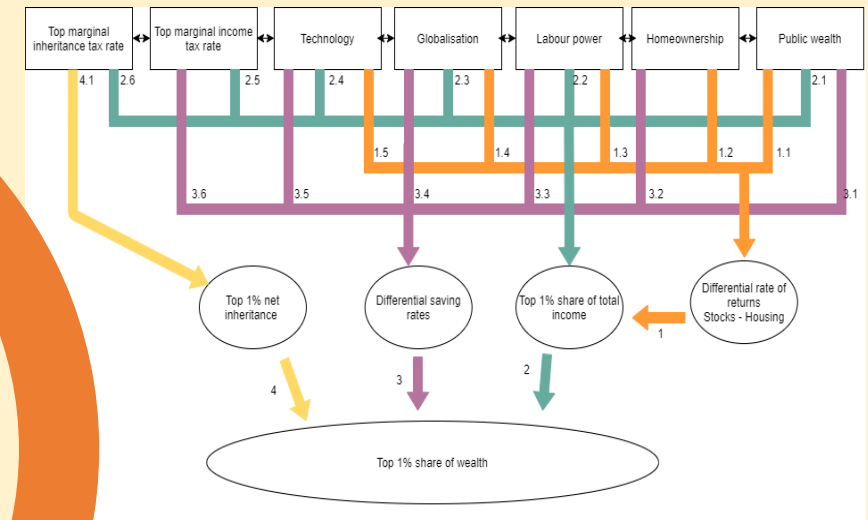 Top marginal
inheritance tax rate
Top marginal income
tax rate
Technology
Globalisation
Labour power
Homeownership
Public wealth
4.1
2.6
2.5
2.4
2.3
2.2
2.1
1.5
1.4
1.3
1.2
1.1
3.6
3.5
3.4
3.3
3.2
3.1
Top 1% net
inheritance
Differential saving
rates
Top 1% share of total
income
Differential rate of
returns
Stocks - Housing
1
4
3
2
Top 1% share of wealth